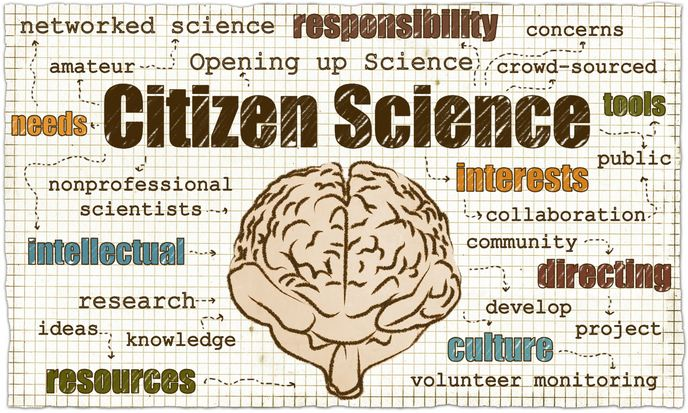 networked science
responsibility
concerns
amateur
Opening up Science
crowd-sourced
Citizen Science
tools
needs
public
nonprofessional
scientists
interests
collaboration
intellectual
community
directing
research
develop
ideas
knowledge
project
culture
resources
volunteer monitoring